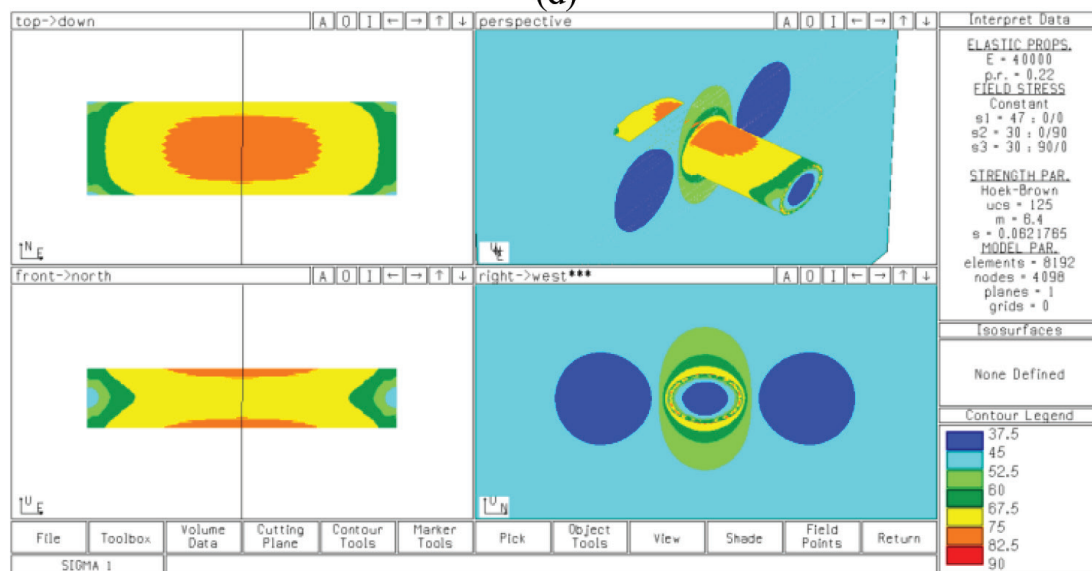 (d)
top->down
A O I ← → ↑ ↓
perspective
A O I ← → ↑ ↓
Interpret Data
ELASTIC PROPS.
E = 40000
p.r. = 0.22
FIELD STRESS
Constant
s1 = 47 : 0/0
s2 = 30 : 0/90
s3 = 30 : 90/0
STRENGTH PAR.
Hoek-Brown
ucs = 125
m = 6.4
s = 0.0621765
MODEL PAR.
elements = 8192
nodes = 4098
planes = 1
grids = 0
N E
front->north
A O I ← → ↑ ↓
right->west***
A O I ← → ↑ ↓
Isosurfaces
None Defined
Contour Legend
37.5
45
52.5
60
67.5
75
82.5
90
U E
U N
File
Toolbox
Volume
Data
Cutting
Plane
Contour
Tools
Marker
Tools
Pick
Object
Tools
View
Shade
Field
Points
Return
SIGMA 1